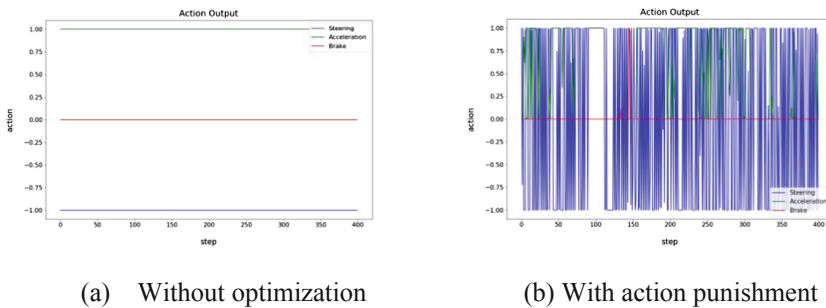 Action Output
Steering
Acceleration
Brake
1.00
0.75
0.50
0.25
0.00
−0.25
−0.50
−0.75
−1.00
action
0 50 100 150 200 250 300 350 400
step
(a) Without optimization
Action Output
1.00
0.75
0.50
0.25
0.00
−0.25
−0.50
−0.75
−1.00
action
Steering
Acceleration
Brake
0 50 100 150 200 250 300 350 400
step
(b) With action punishment